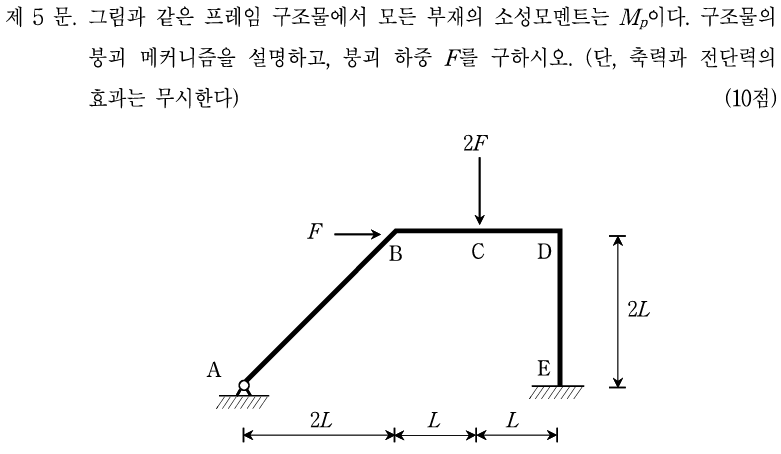 제 5 문. 그림과 같은 프레임 구조물에서 모든 부재의 소성모멘트는 Mp이다. 구조물의
붕괴 메커니즘을 설명하고, 붕괴 하중 F를 구하시오. (단, 축력과 전단력의
효과는 무시한다) (10점)
2F
F
B C D
2L
A E
2L L L